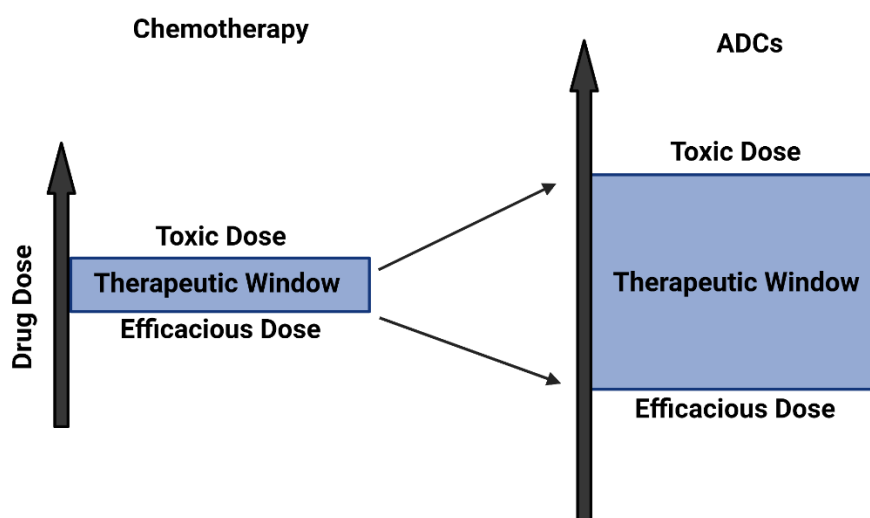 Chemotherapy
ADCs
Drug Dose
Toxic Dose
Therapeutic Window
Efficacious Dose
Toxic Dose
Therapeutic Window
Efficacious Dose